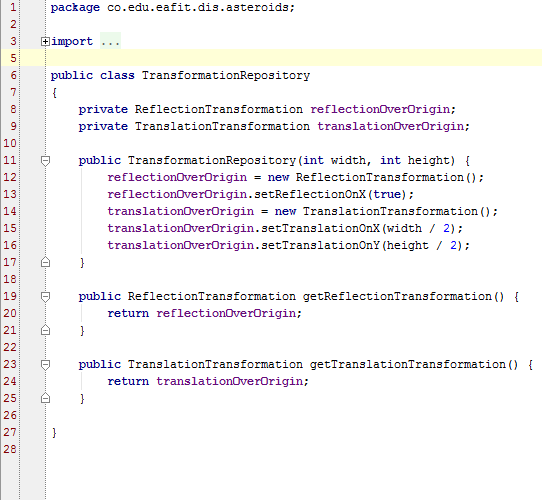 1 package co.edu.eafit.dis.asteroids;
2
3 import ...
5
6 public class TransformationRepository
7 {
8     private ReflectionTransformation reflectionOverOrigin;
9     private TranslationTransformation translationOverOrigin;
10
11     public TransformationRepository(int width, int height) {
12         reflectionOverOrigin = new ReflectionTransformation();
13         reflectionOverOrigin.setReflectionOnX(true);
14         translationOverOrigin = new TranslationTransformation();
15         translationOverOrigin.setTranslationOnX(width / 2);
16         translationOverOrigin.setTranslationOnY(height / 2);
17     }
18
19     public ReflectionTransformation getReflectionTransformation() {
20         return reflectionOverOrigin;
21     }
22
23     public TranslationTransformation getTranslationTransformation() {
24         return translationOverOrigin;
25     }
26
27 }
28